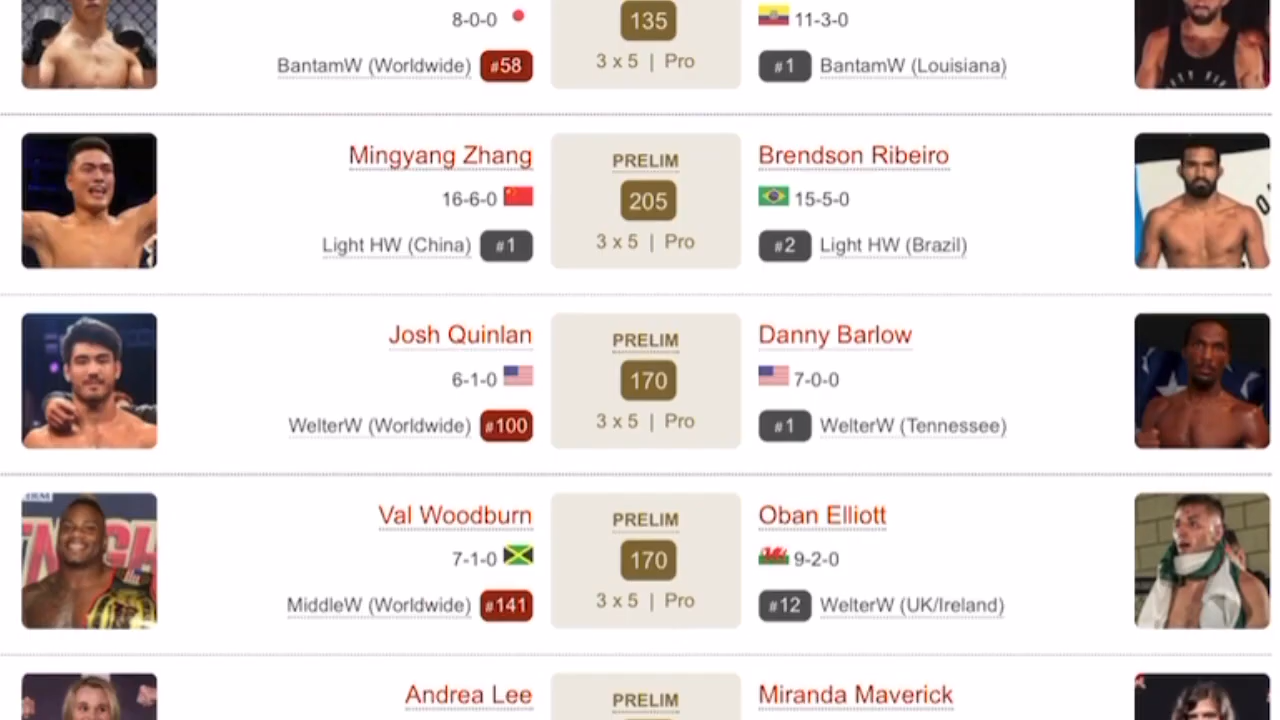 8-0-0 135 11-3-0
BantamW (Worldwide) #58 3 x 5 | Pro #1 BantamW (Louisiana)
Mingyang Zhang PRELIM Brendson Ribeiro
16-6-0 205 15-5-0
Light HW (China) #1 3 x 5 | Pro #2 Light HW (Brazil)
Josh Quinlan PRELIM Danny Barlow
6-1-0 170 7-0-0
WelterW (Worldwide) #100 3 x 5 | Pro #1 WelterW (Tennessee)
Val Woodburn PRELIM Oban Elliott
7-1-0 170 9-2-0
MiddleW (Worldwide) #141 3 x 5 | Pro #12 WelterW (UK/Ireland)
Andrea Lee PRELIM Miranda Maverick